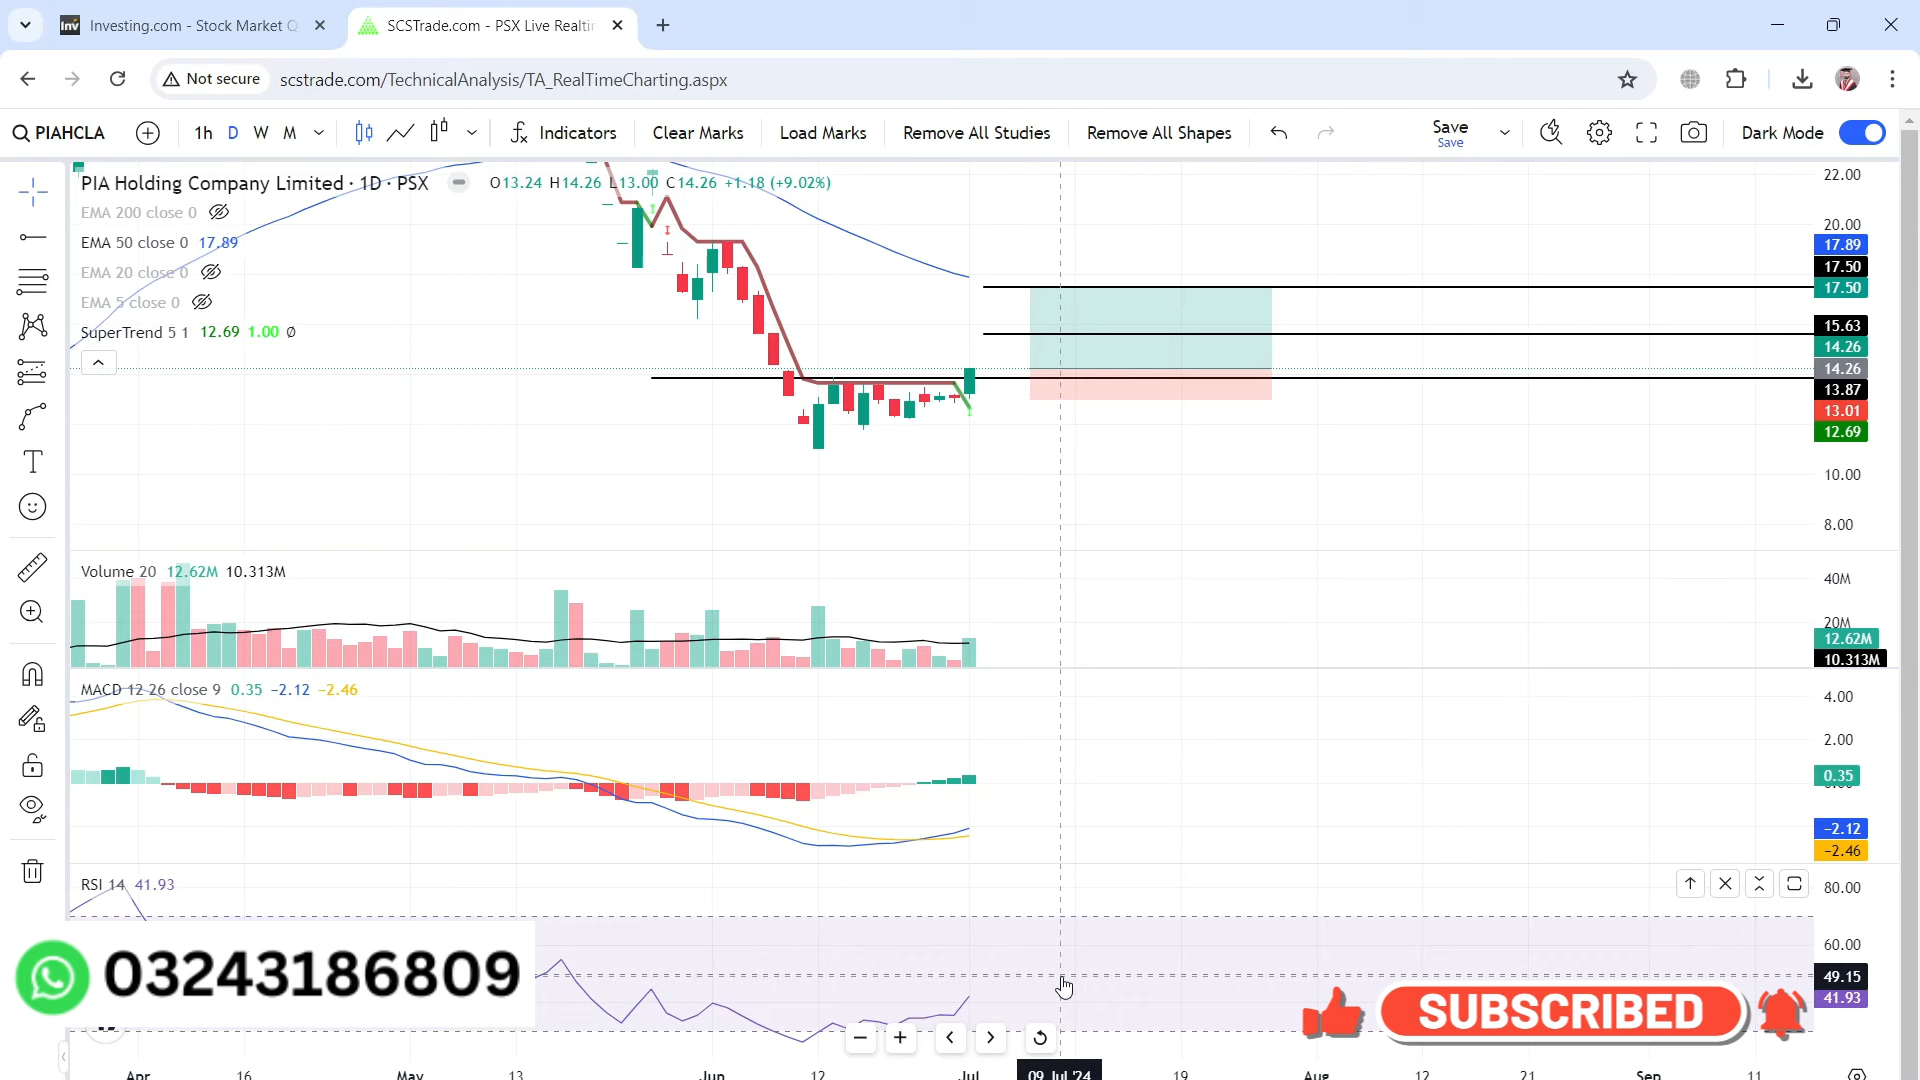 Investing.com - Stock Market Q
SCSTrade.com - PSX Live Realti
Not secure
scstrade.com/TechnicalAnalysis/TA_RealTimeCharting.aspx
PIAHCLA
1h D W M
Indicators
Clear Marks
Load Marks
Remove All Studies
Remove All Shapes
Save
Save
Dark Mode
PIA Holding Company Limited · 1D · PSX
O13.24 H14.26 L13.00 C14.26 +1.18 (+9.02%)
EMA 200 close 0
EMA 50 close 0 17.89
EMA 20 close 0
EMA 5 close 0
SuperTrend 5 1 12.69 1.00 Ø
22.00
20.00
17.89
17.50
17.50
15.63
14.26
14.26
13.87
13.01
12.69
10.00
8.00
Volume 20 12.62M 10.313M
40M
20M
12.62M
10.313M
MACD 12 26 close 9 0.35 −2.12 −2.46
4.00
2.00
0.35
−2.12
−2.46
RSI 14 41.93
80.00
60.00
49.15
41.93
03243186809
SUBSCRIBED
Apr 16 May 13 Jun 12 Jul 09 Jul '24 19 Aug 12 21 Sep 11